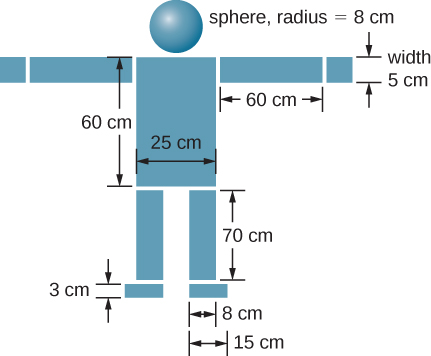 sphere, radius = 8 cm
width
5 cm
60 cm
60 cm
25 cm
70 cm
3 cm
8 cm
15 cm